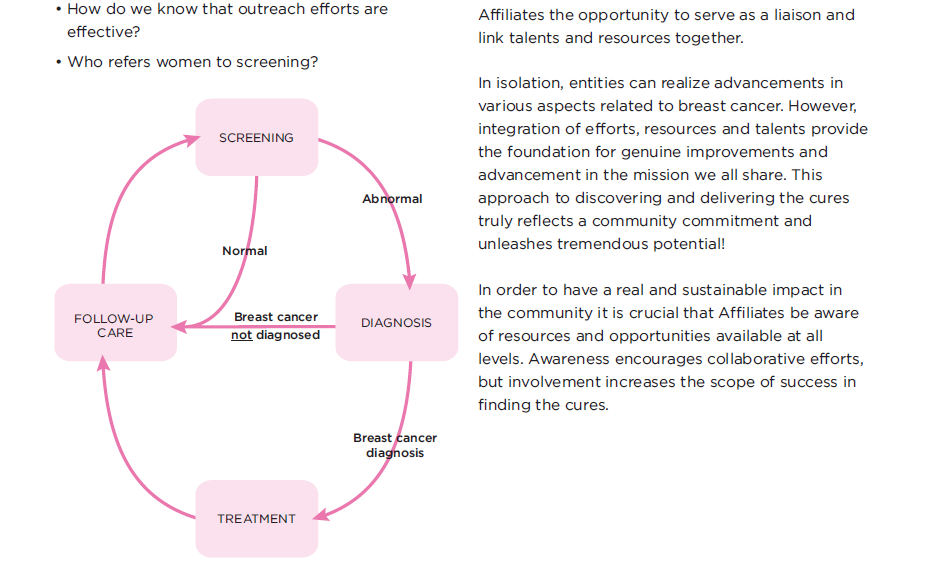 • How do we know that outreach efforts are
effective?
• Who refers women to screening?
SCREENING
Abnormal
Normal
FOLLOW-UP
CARE
Breast cancer
not diagnosed
DIAGNOSIS
Breast cancer
diagnosis
TREATMENT
Affiliates the opportunity to serve as a liaison and
link talents and resources together.
In isolation, entities can realize advancements in
various aspects related to breast cancer. However,
integration of efforts, resources and talents provide
the foundation for genuine improvements and
advancement in the mission we all share. This
approach to discovering and delivering the cures
truly reflects a community commitment and
unleashes tremendous potential!
In order to have a real and sustainable impact in
the community it is crucial that Affiliates be aware
of resources and opportunities available at all
levels. Awareness encourages collaborative efforts,
but involvement increases the scope of success in
finding the cures.